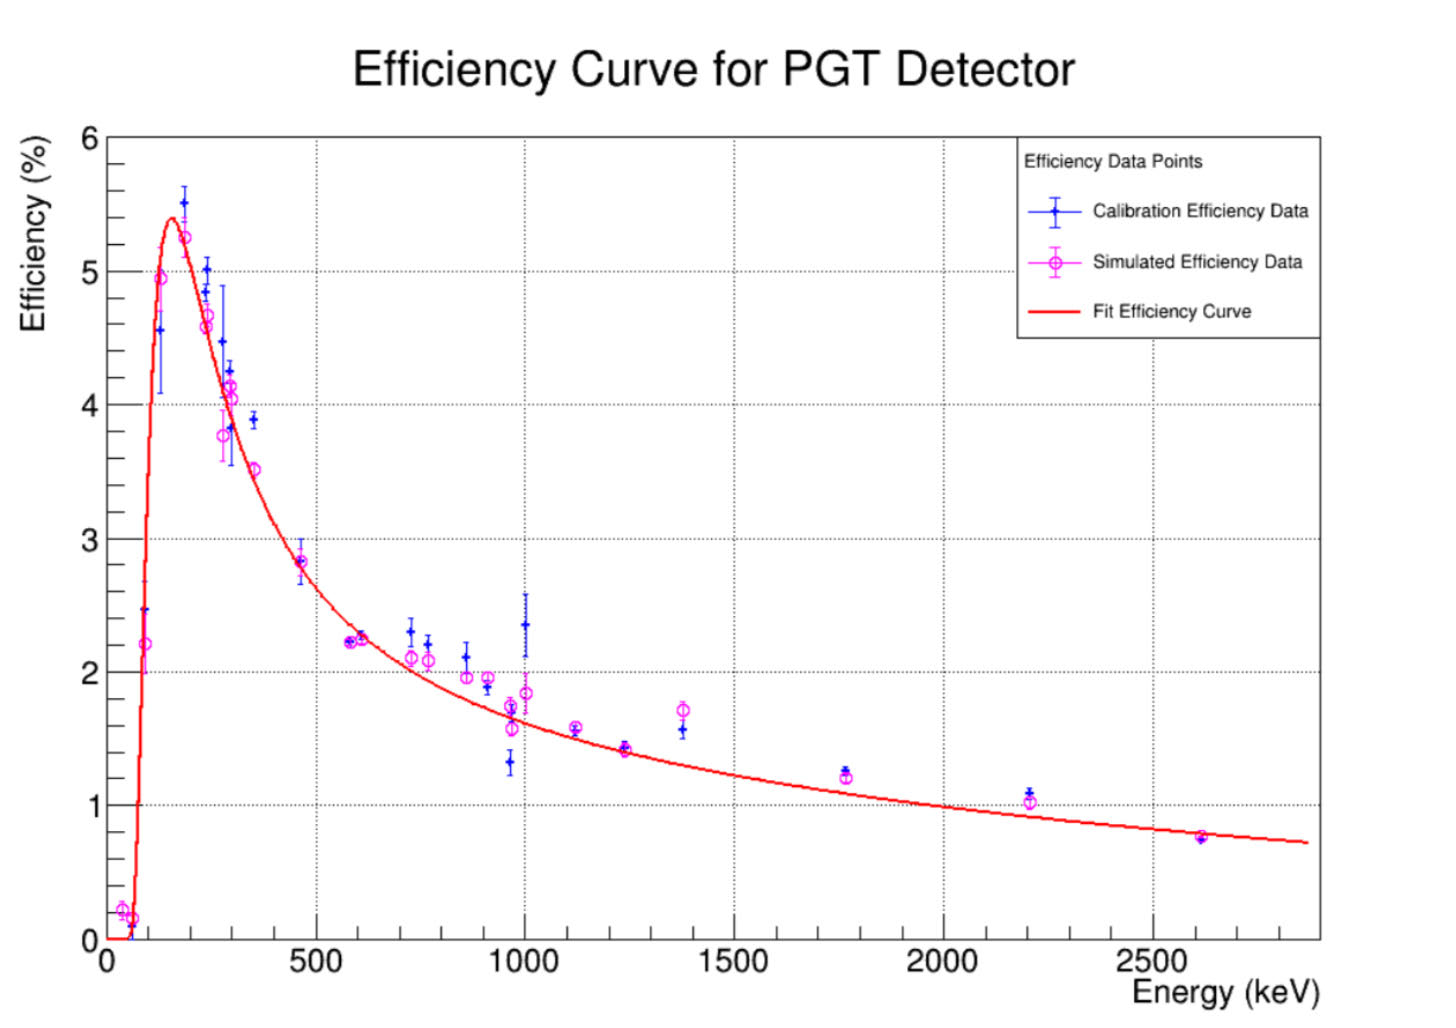 Efficiency Curve for PGT Detector
Efficiency (%)
6
5
4
3
2
1
0
Efficiency Data Points
Calibration Efficiency Data
Simulated Efficiency Data
Fit Efficiency Curve
0 500 1000 1500 2000 2500
Energy (keV)